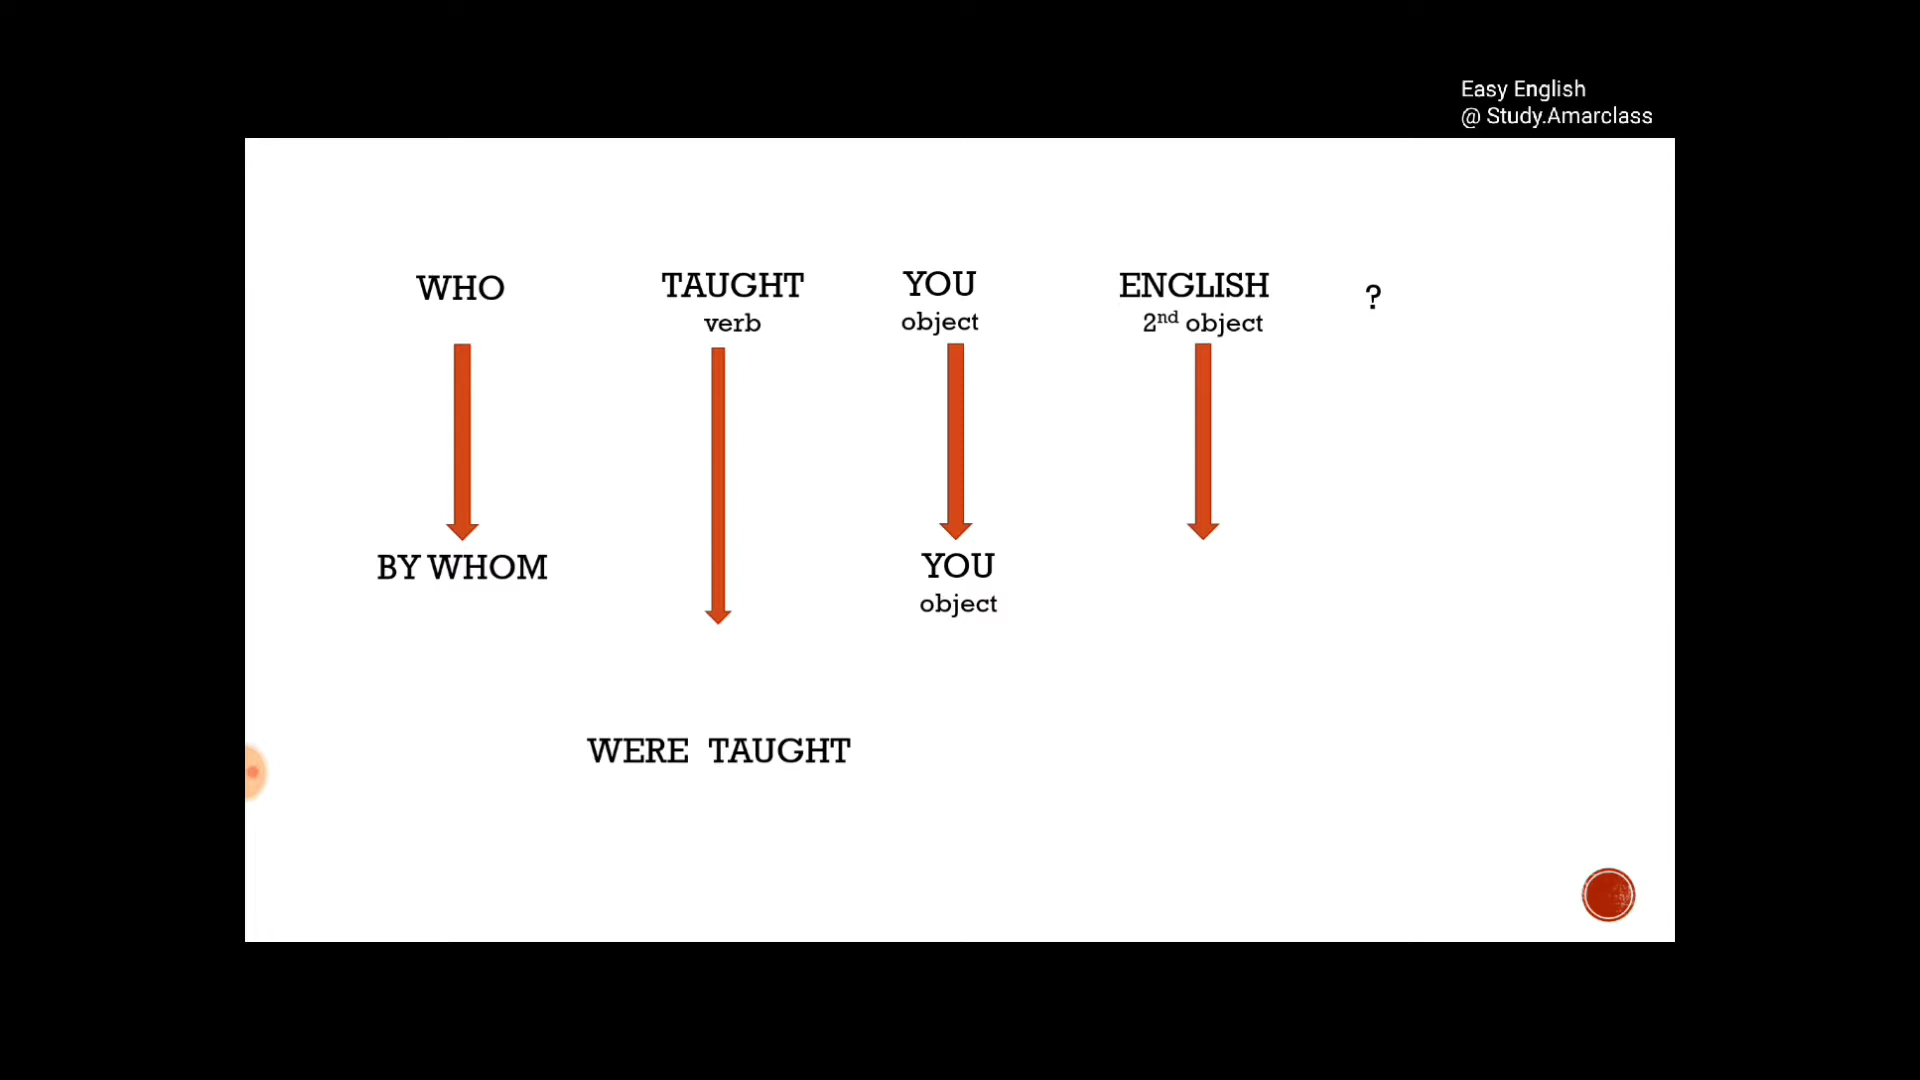 Easy English
@ Study.Amarclass
WHO TAUGHT YOU ENGLISH ?
verb object 2nd object
BY WHOM YOU
object
WERE TAUGHT